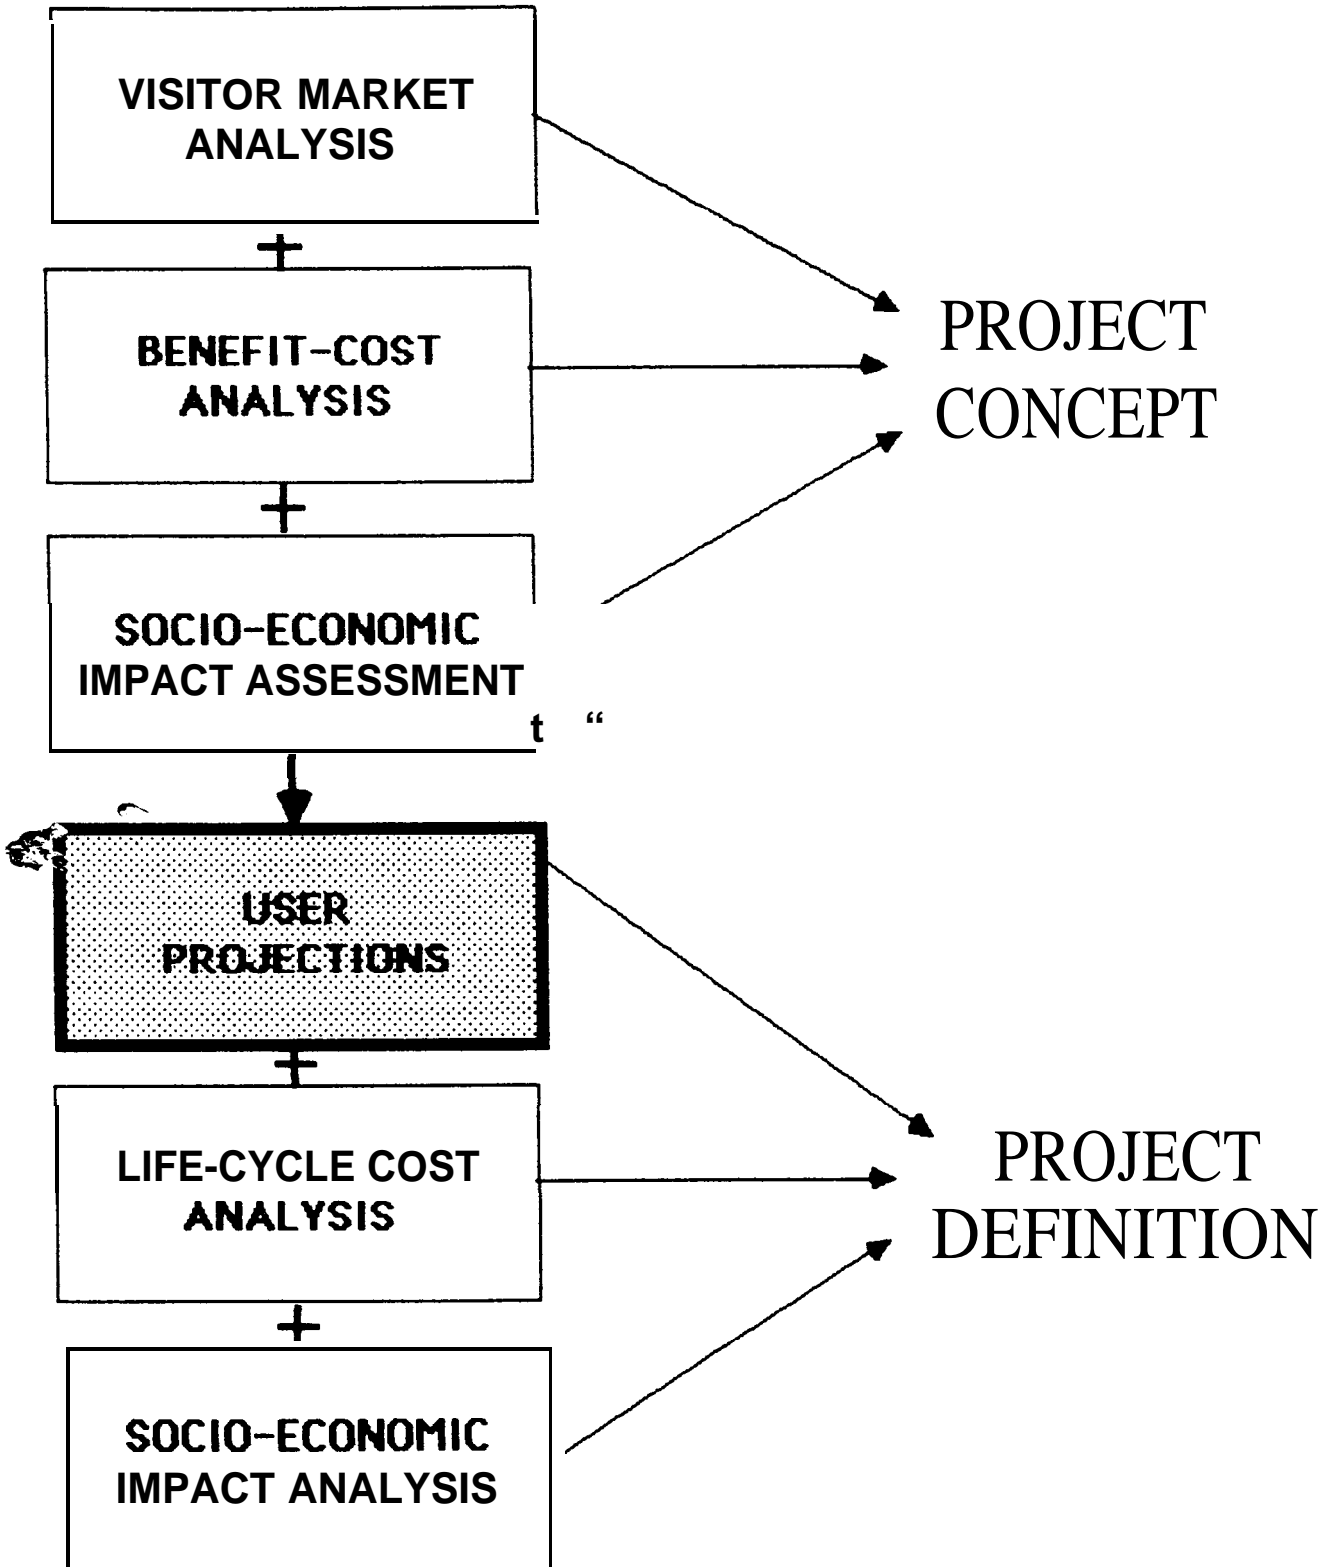 VISITOR MARKET
ANALYSIS
+
BENEFIT-COST
ANALYSIS
+
PROJECT
CONCEPT
SOCIO-ECONOMIC
IMPACT ASSESSMENT
t “
USER
PROJECTIONS
+
LIFE-CYCLE COST
ANALYSIS
+
PROJECT
DEFINITION
SOCIO-ECONOMIC
IMPACT ANALYSIS